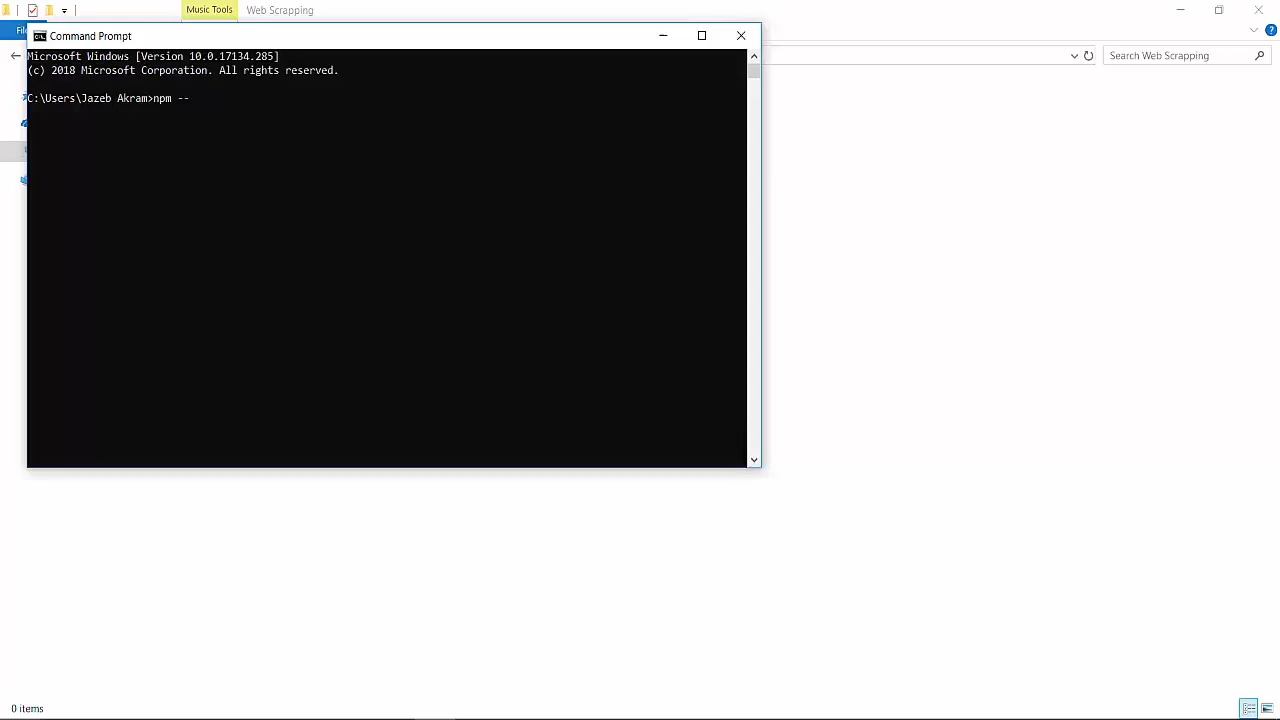 Music Tools
Web Scrapping
Command Prompt
Search Web Scrapping
Microsoft Windows [Version 10.0.17134.285]
(c) 2018 Microsoft Corporation. All rights reserved.
C:\Users\Jazeb Akram>npm --
0 items